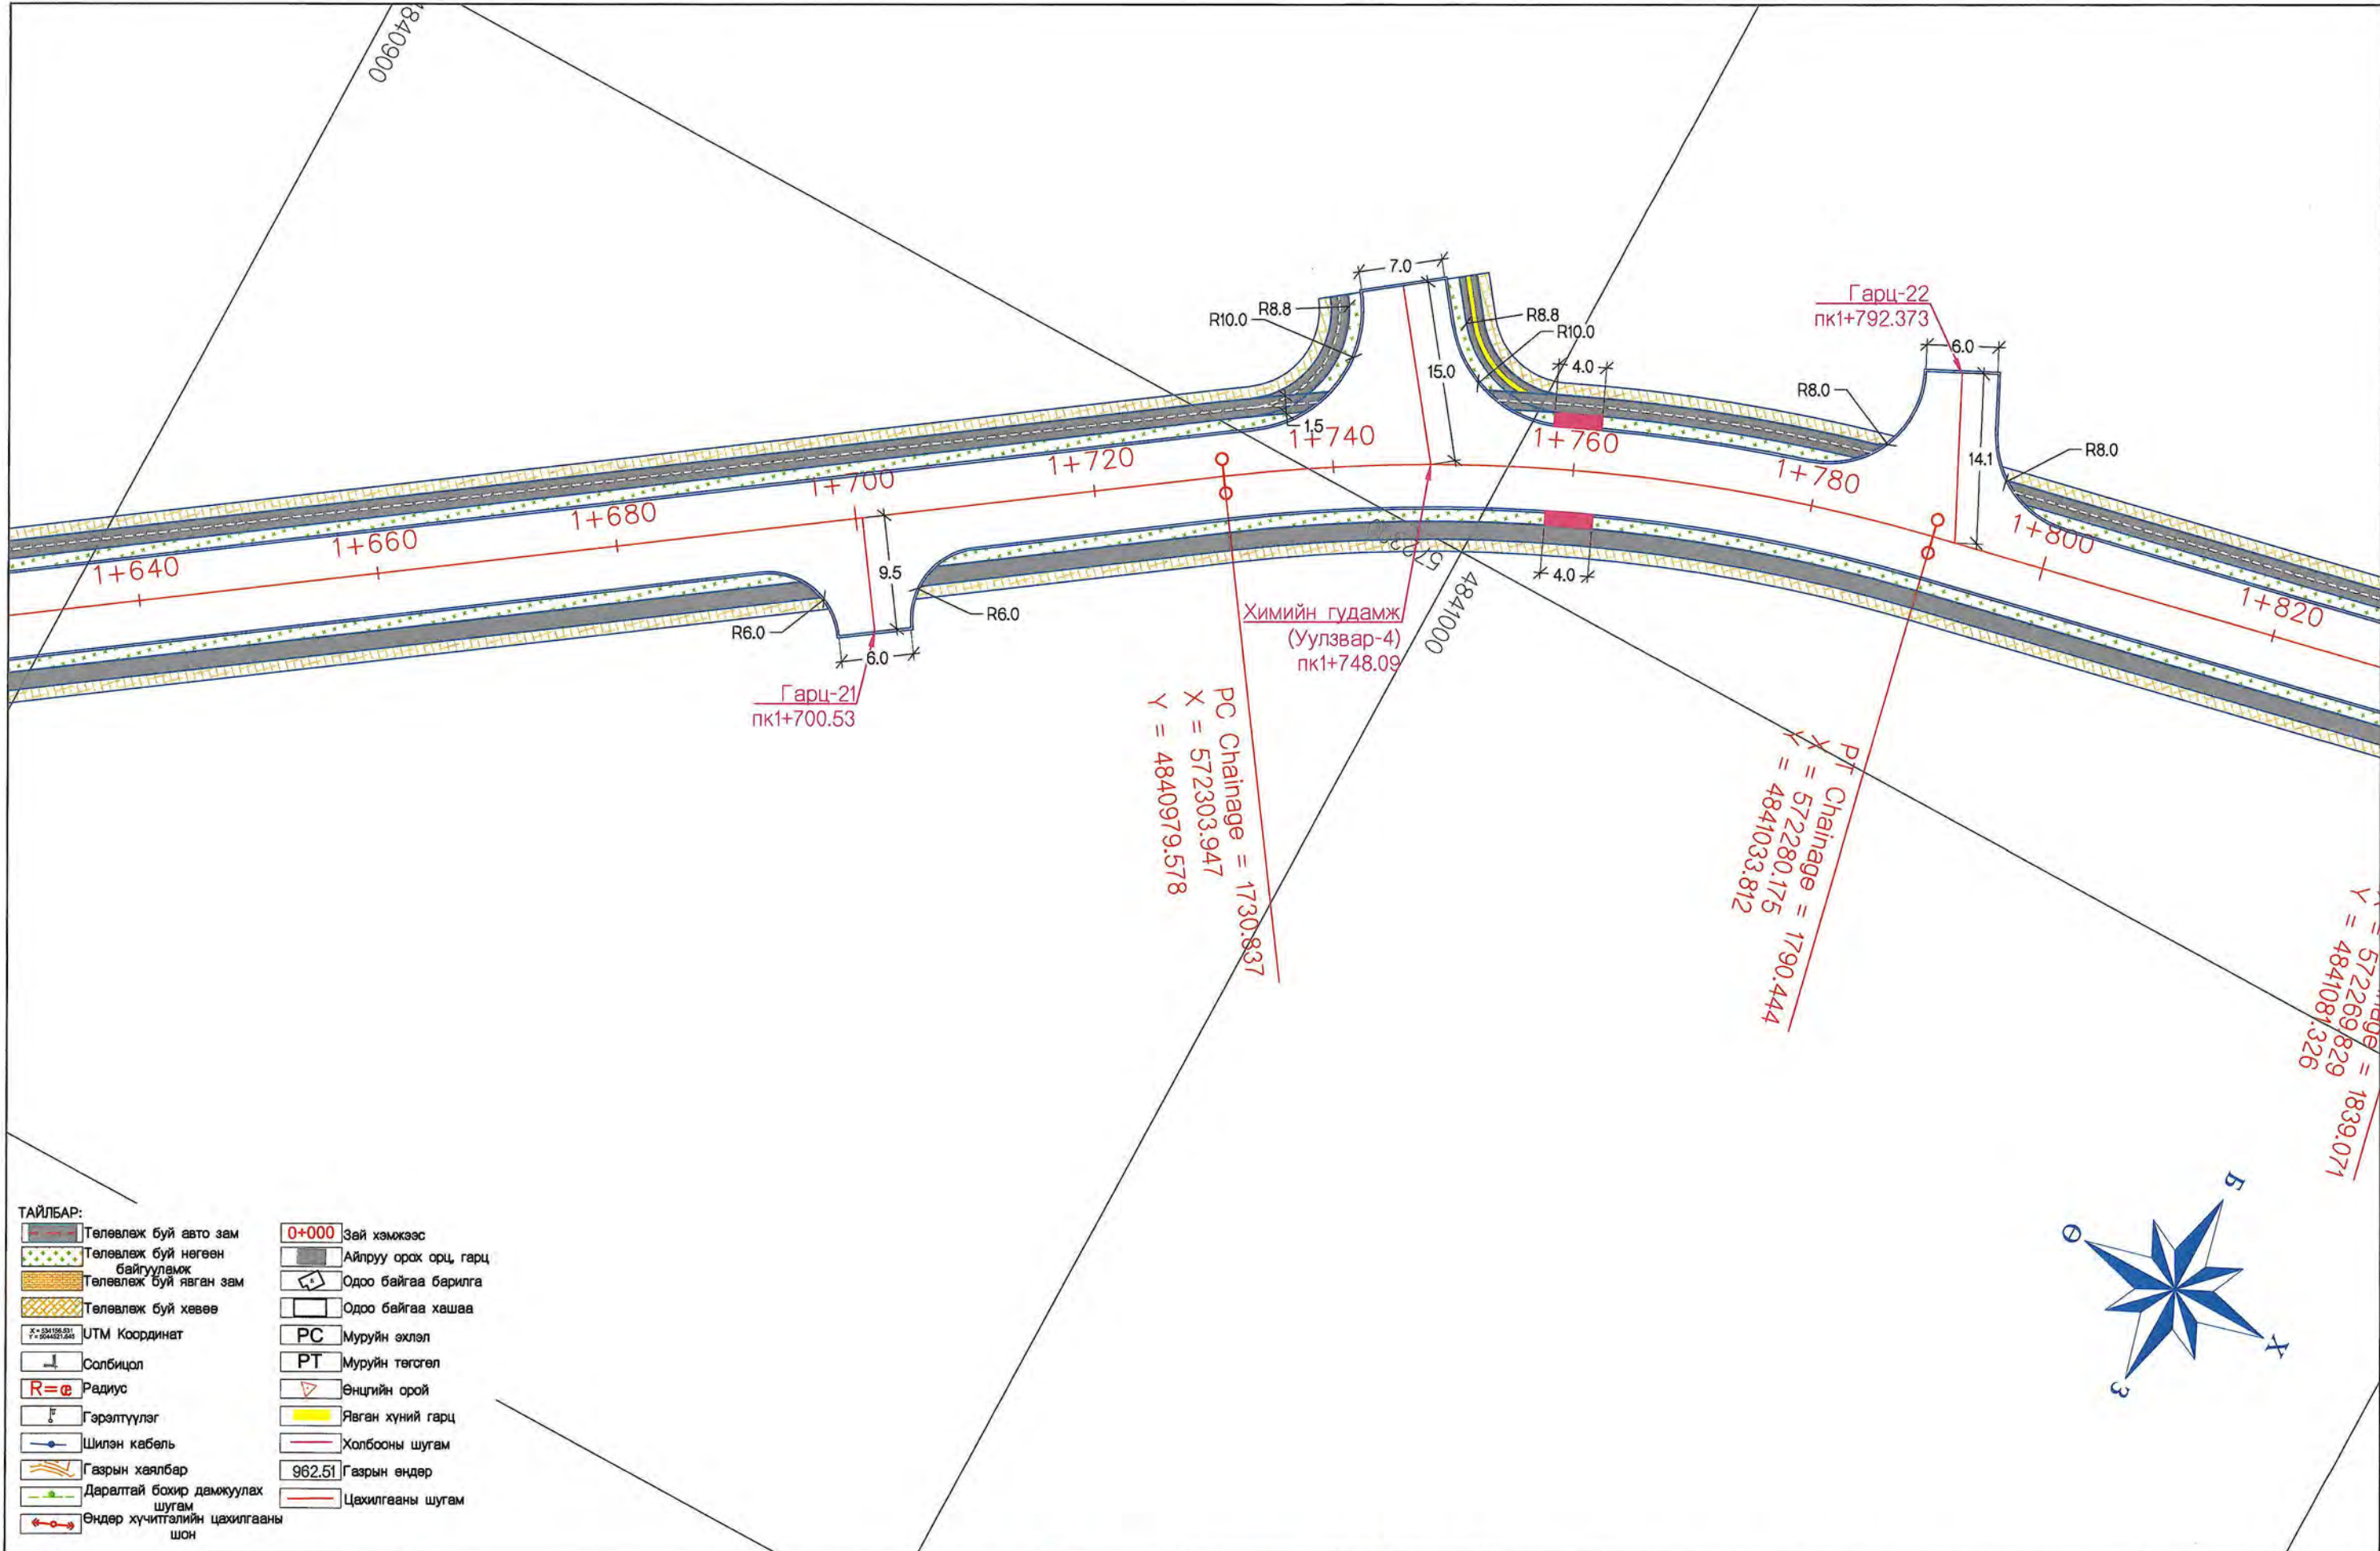 4840900
7.0
R8.8
R10.0
15.0
R8.8
R10.0
4.0
Гарц-22
пк1+792.373
6.0
R8.0
14.1
R8.0
1.5
1+640
1+660
1+680
1+700
1+720
1+740
1+760
1+780
1+800
1+820
9.5
R6.0
R6.0
6.0
Гарц-21
пк1+700.53
4.0
4841000
Химийн гудамж
(Уулзвар-4)
пк1+748.09
PC Chainage = 1730.837
X = 572303.947
Y = 4840979.578
PT Chainage = 1790.444
X = 572280.175
Y = 4841033.812
= 1839.071
X = 572269.829
Y = 4841081.326
Б
Ө
Х
З
ТАЙЛБАР:
Төлөвлөж буй авто зам
Төлөвлөж буй ногоон
байгууламж
Төлөвлөж буй явган зам
Төлөвлөж буй хөвөө
UTM Координат
Солбицол
R=œ Радиус
Гэрэлтүүлэг
Шилэн кабель
Газрын хаялбар
Даралтай бохир дамжуулах
шугам
Өндөр хүчитгэлийн цахилгааны
шон
0+000 Зай хэмжээс
Айлруу орох орц, гарц
Одоо байгаа барилга
Одоо байгаа хашаа
PC Муруйн эхлэл
PT Муруйн төгсгөл
Өнцгийн орой
Явган хүний гарц
Холбооны шугам
962.51 Газрын өндөр
Цахилгааны шугам